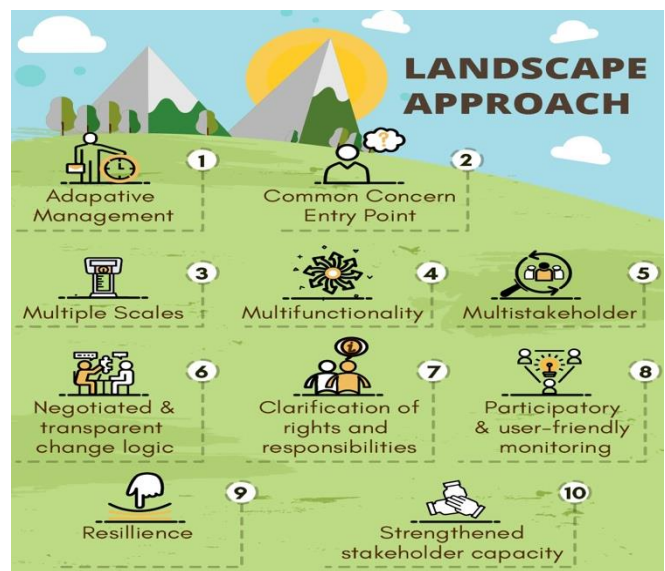 LANDSCAPE
APPROACH
1
Adapative
Management
2
Common Concern
Entry Point
3
Multiple Scales
4
Multifunctionality
5
Multistakeholder
6
Negotiated &
transparent
change logic
7
Clarification of
rights and
responsibilities
8
Participatory
& user-friendly
monitoring
9
Resillience
10
Strengthened
stakeholder capacity